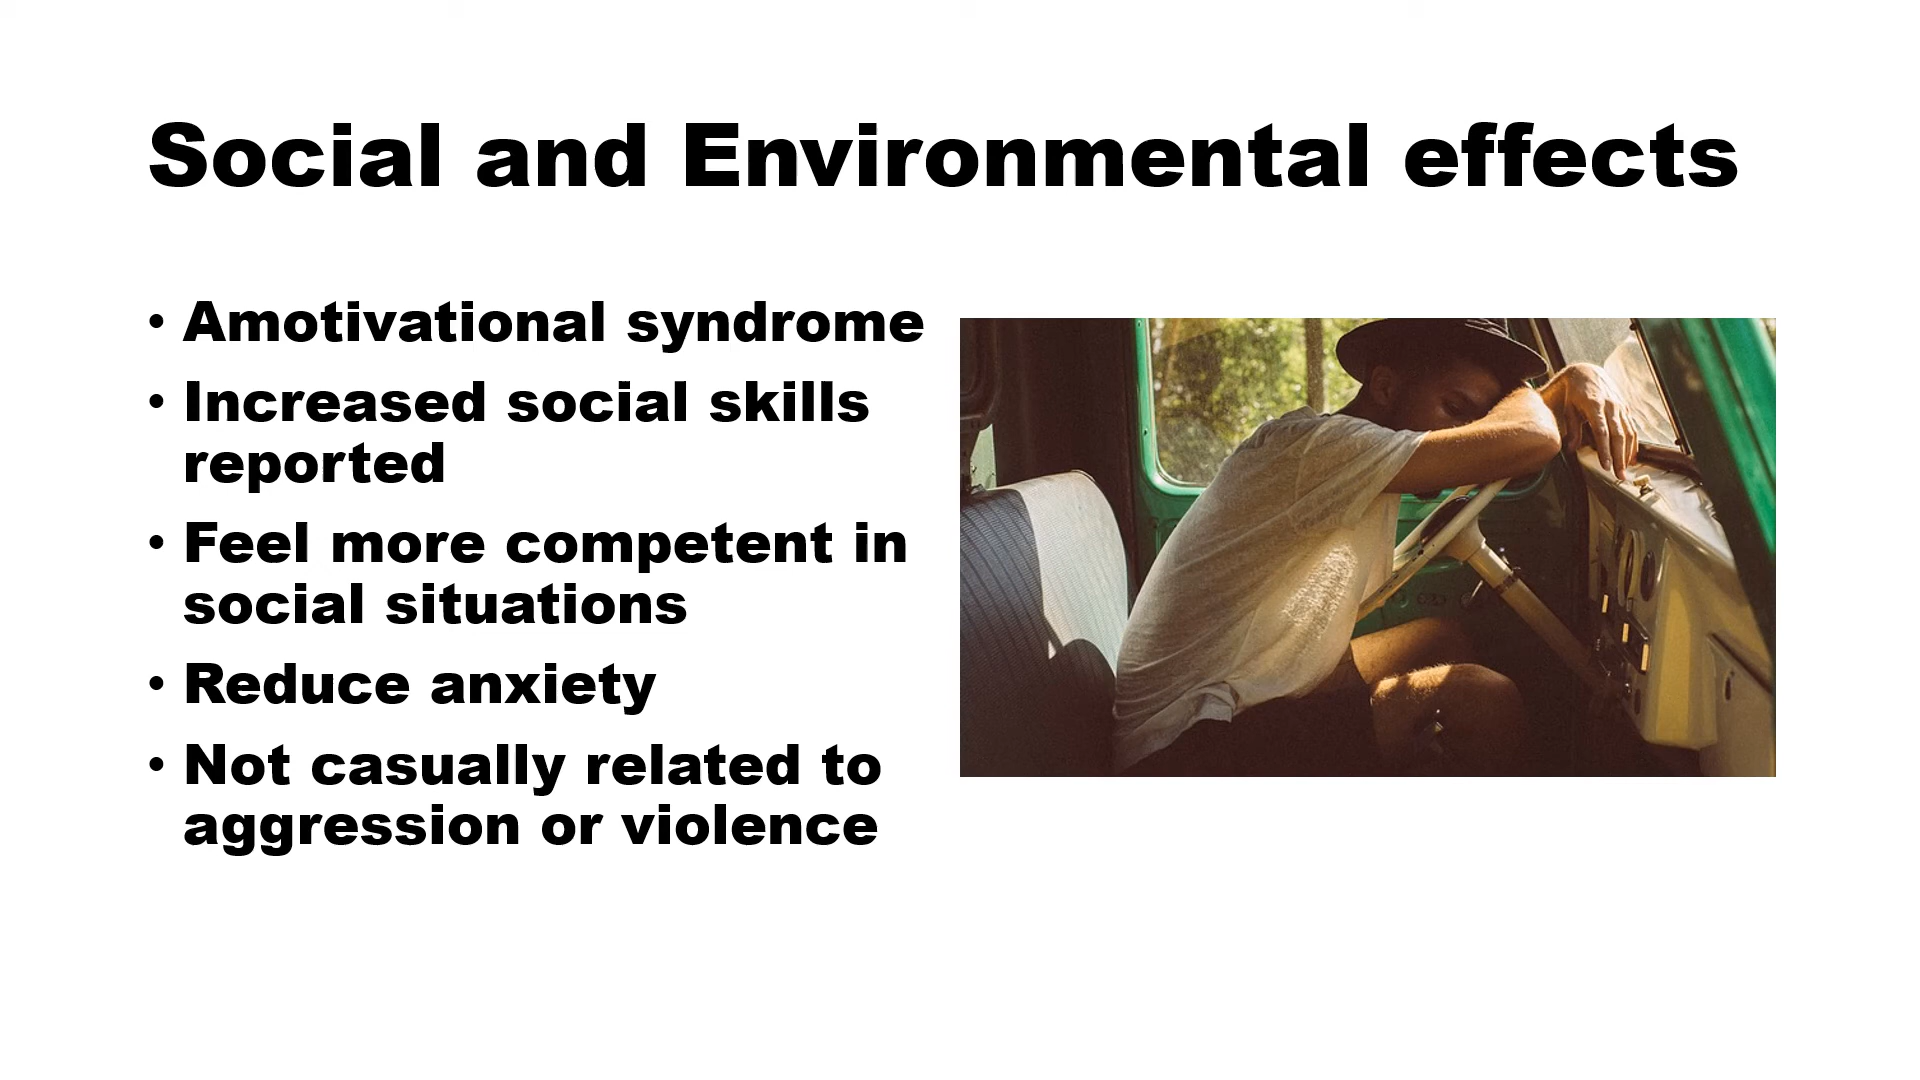 Social and Environmental effects
• Amotivational syndrome
• Increased social skills
reported
• Feel more competent in
social situations
• Reduce anxiety
• Not casually related to
aggression or violence